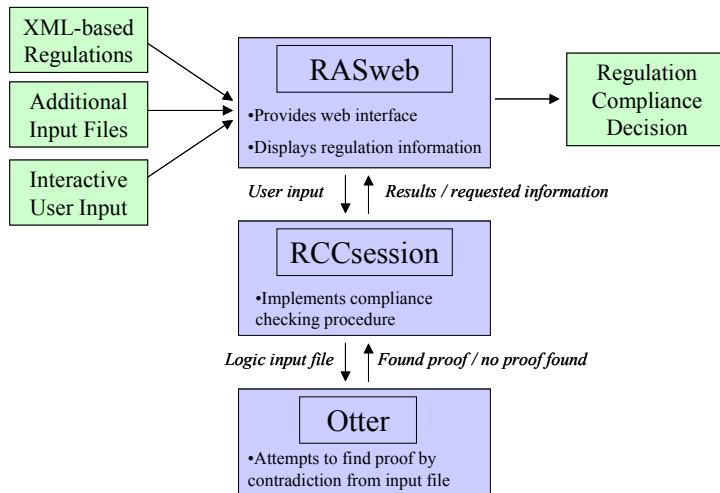 XML-based
Regulations
Additional
Input Files
Interactive
User Input
RASweb
•Provides web interface
•Displays regulation information
Regulation
Compliance
Decision
User input
Results / requested information
RCCsession
•Implements compliance
checking procedure
Logic input file
Found proof / no proof found
Otter
•Attempts to find proof by
contradiction from input file